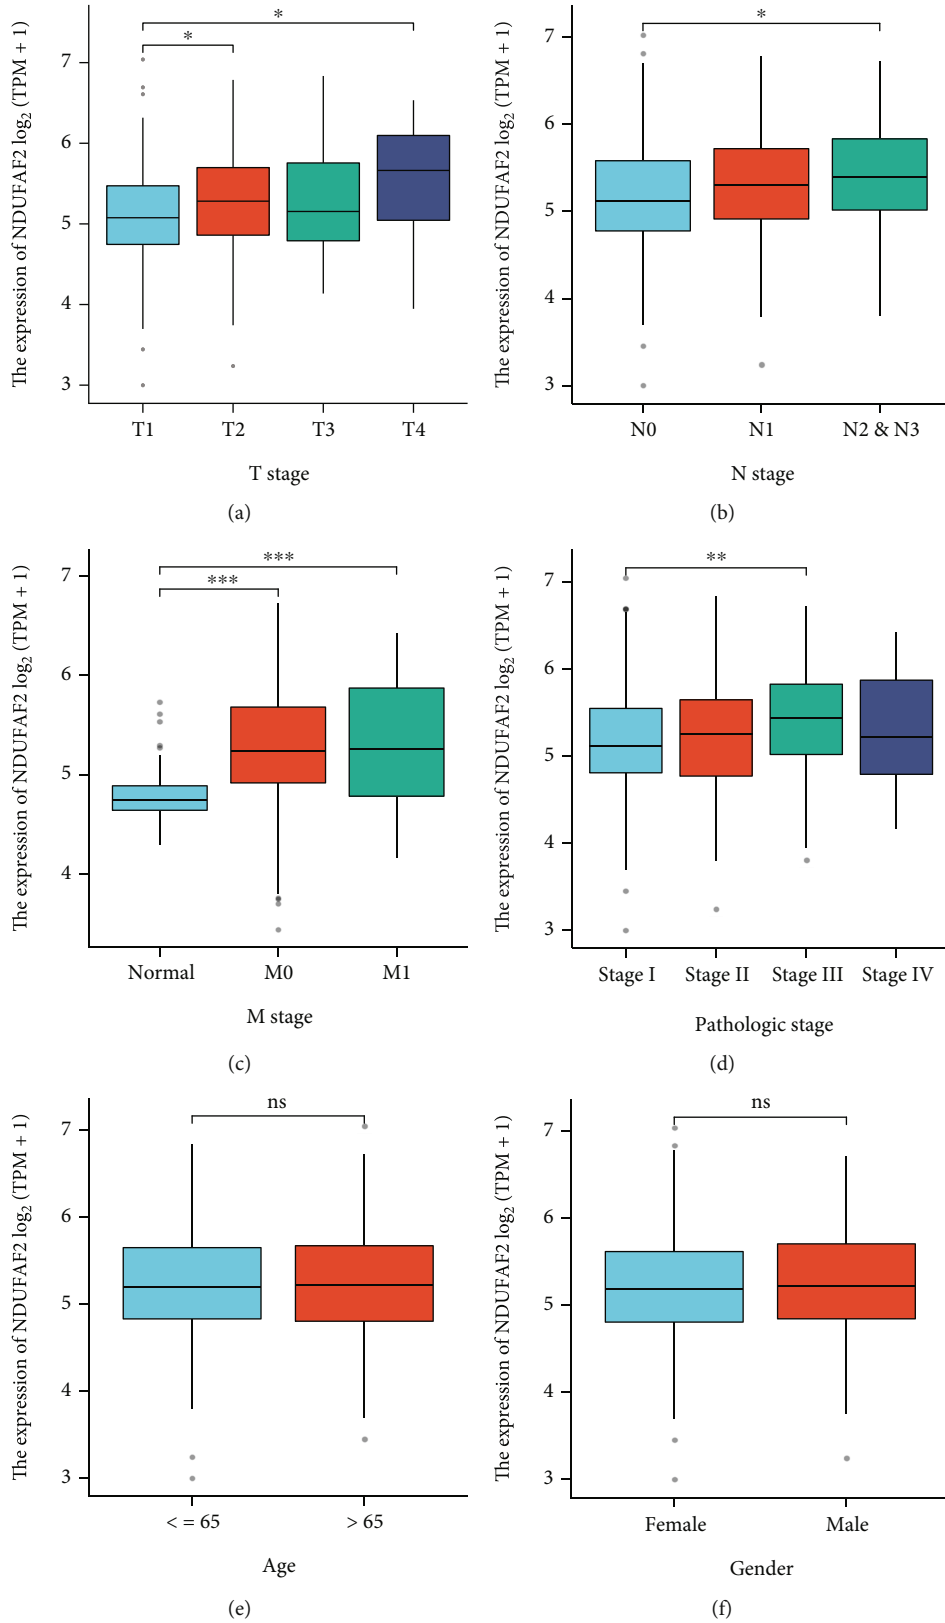 The expression of NDUFAF2 log2 (TPM + 1)
7
6
5
4
3
*
*
T1 T2 T3 T4
T stage
(a)
The expression of NDUFAF2 log2 (TPM + 1)
7
6
5
4
3
*
N0 N1 N2 & N3
N stage
(b)
The expression of NDUFAF2 log2 (TPM + 1)
7
6
5
4
***
***
Normal M0 M1
M stage
(c)
The expression of NDUFAF2 log2 (TPM + 1)
7
6
5
4
3
**
Stage I Stage II Stage III Stage IV
Pathologic stage
(d)
The expression of NDUFAF2 log2 (TPM + 1)
7
6
5
4
3
ns
< = 65 > 65
Age
(e)
The expression of NDUFAF2 log2 (TPM + 1)
7
6
5
4
3
ns
Female Male
Gender
(f)